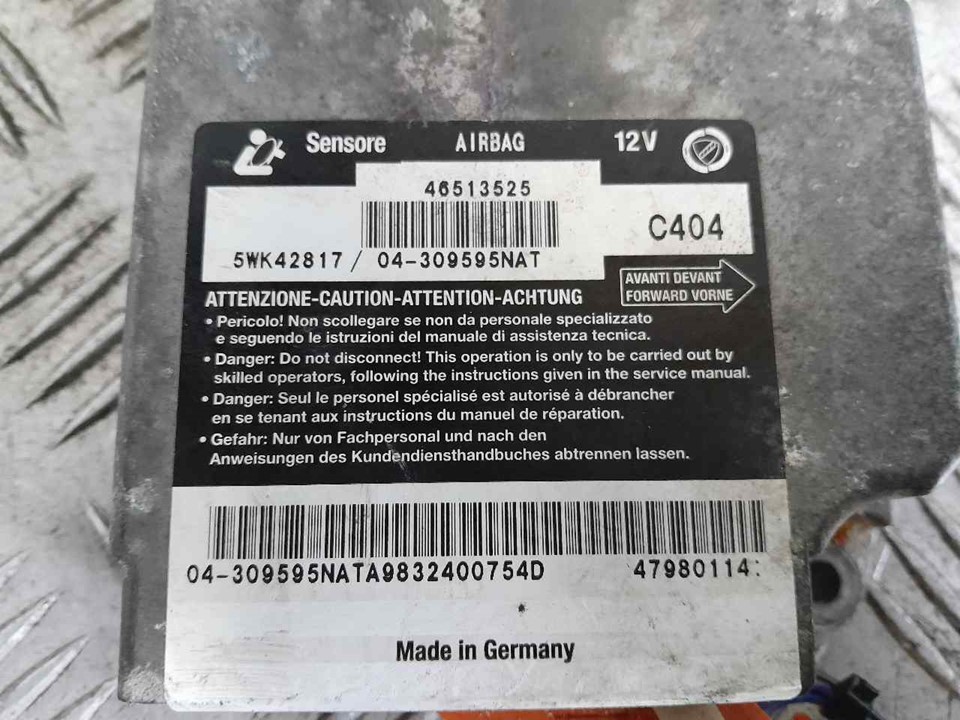 Sensore AIRBAG 12V
46513525
C404
5WK42817 / 04-309595NAT
AVANTI DEVANT
FORWARD VORNE
ATTENZIONE-CAUTION-ATTENTION-ACHTUNG
• Pericolo! Non scollegare se non da personale specializzato
e seguendo le istruzioni del manuale di assistenza tecnica.
• Danger: Do not disconnect! This operation is only to be carried out by
skilled operators, following the instructions given in the service manual.
• Danger: Seul le personel spécialisé est autorisé à débrancher
en se tenant aux instructions du manuel de réparation.
• Gefahr: Nur von Fachpersonal und nach den
Anweisungen des Kundendiensthandbuches abtrennen lassen.
04-309595NATA9832400754D 47980114:
Made in Germany